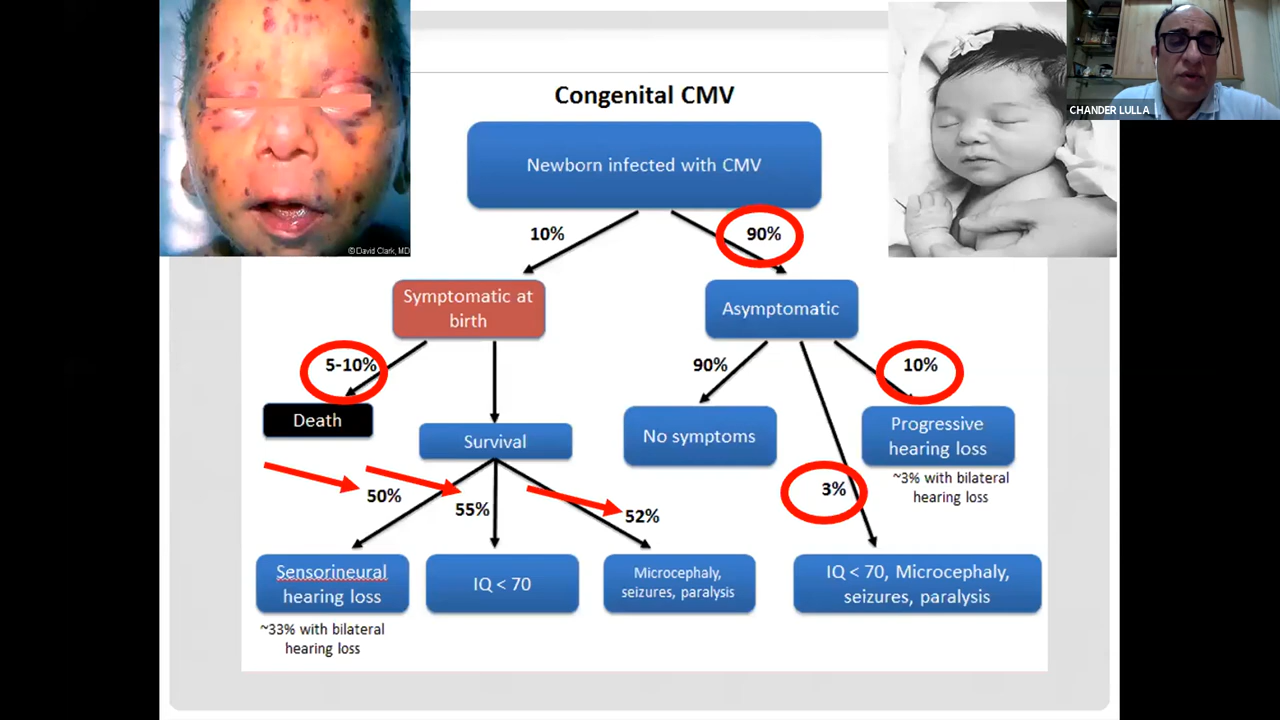 CHANDER LULLA
© David Clark, MD
Congenital CMV
Newborn infected with CMV
10%
90%
Symptomatic at
birth
Asymptomatic
5-10%
90%
10%
Death
Survival
No symptoms
Progressive
hearing loss
~3% with bilateral
hearing loss
50%
55%
52%
3%
Sensorineural
hearing loss
IQ < 70
Microcephaly,
seizures, paralysis
IQ < 70, Microcephaly,
seizures, paralysis
~33% with bilateral
hearing loss